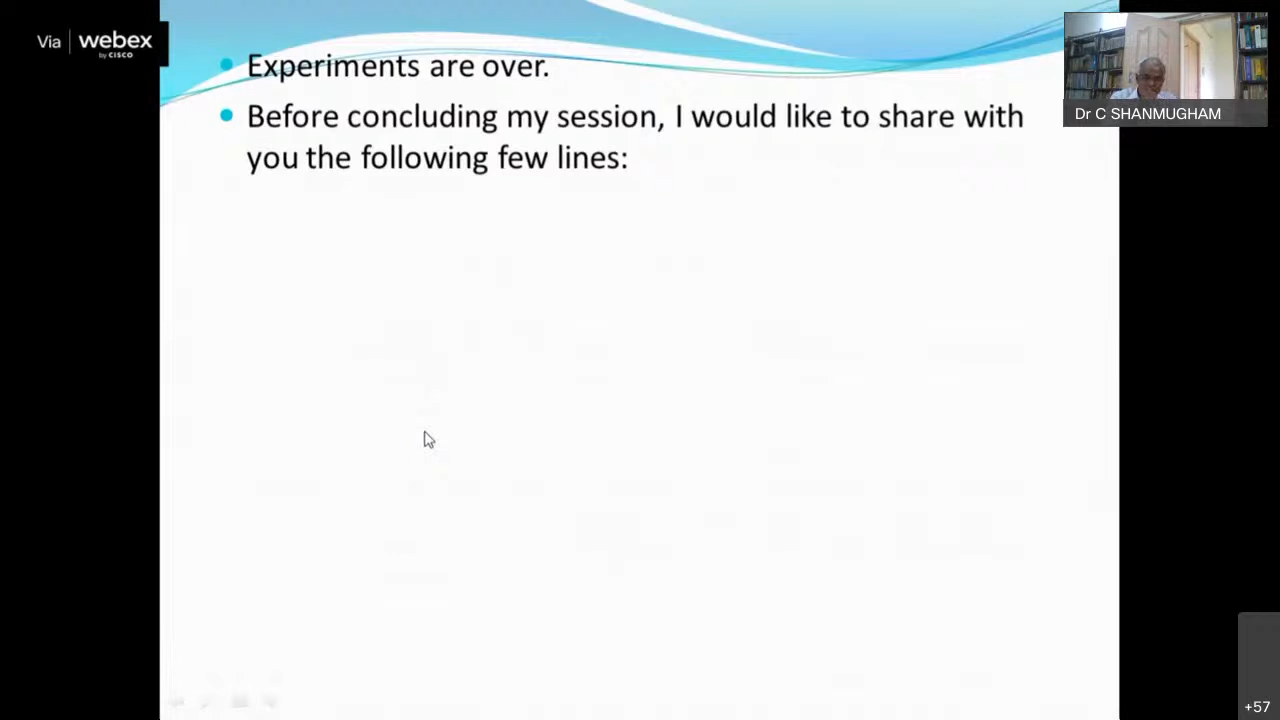 Via webex
by CISCO
Experiments are over.
Before concluding my session, I would like to share with
you the following few lines:
Dr C SHANMUGHAM
+57